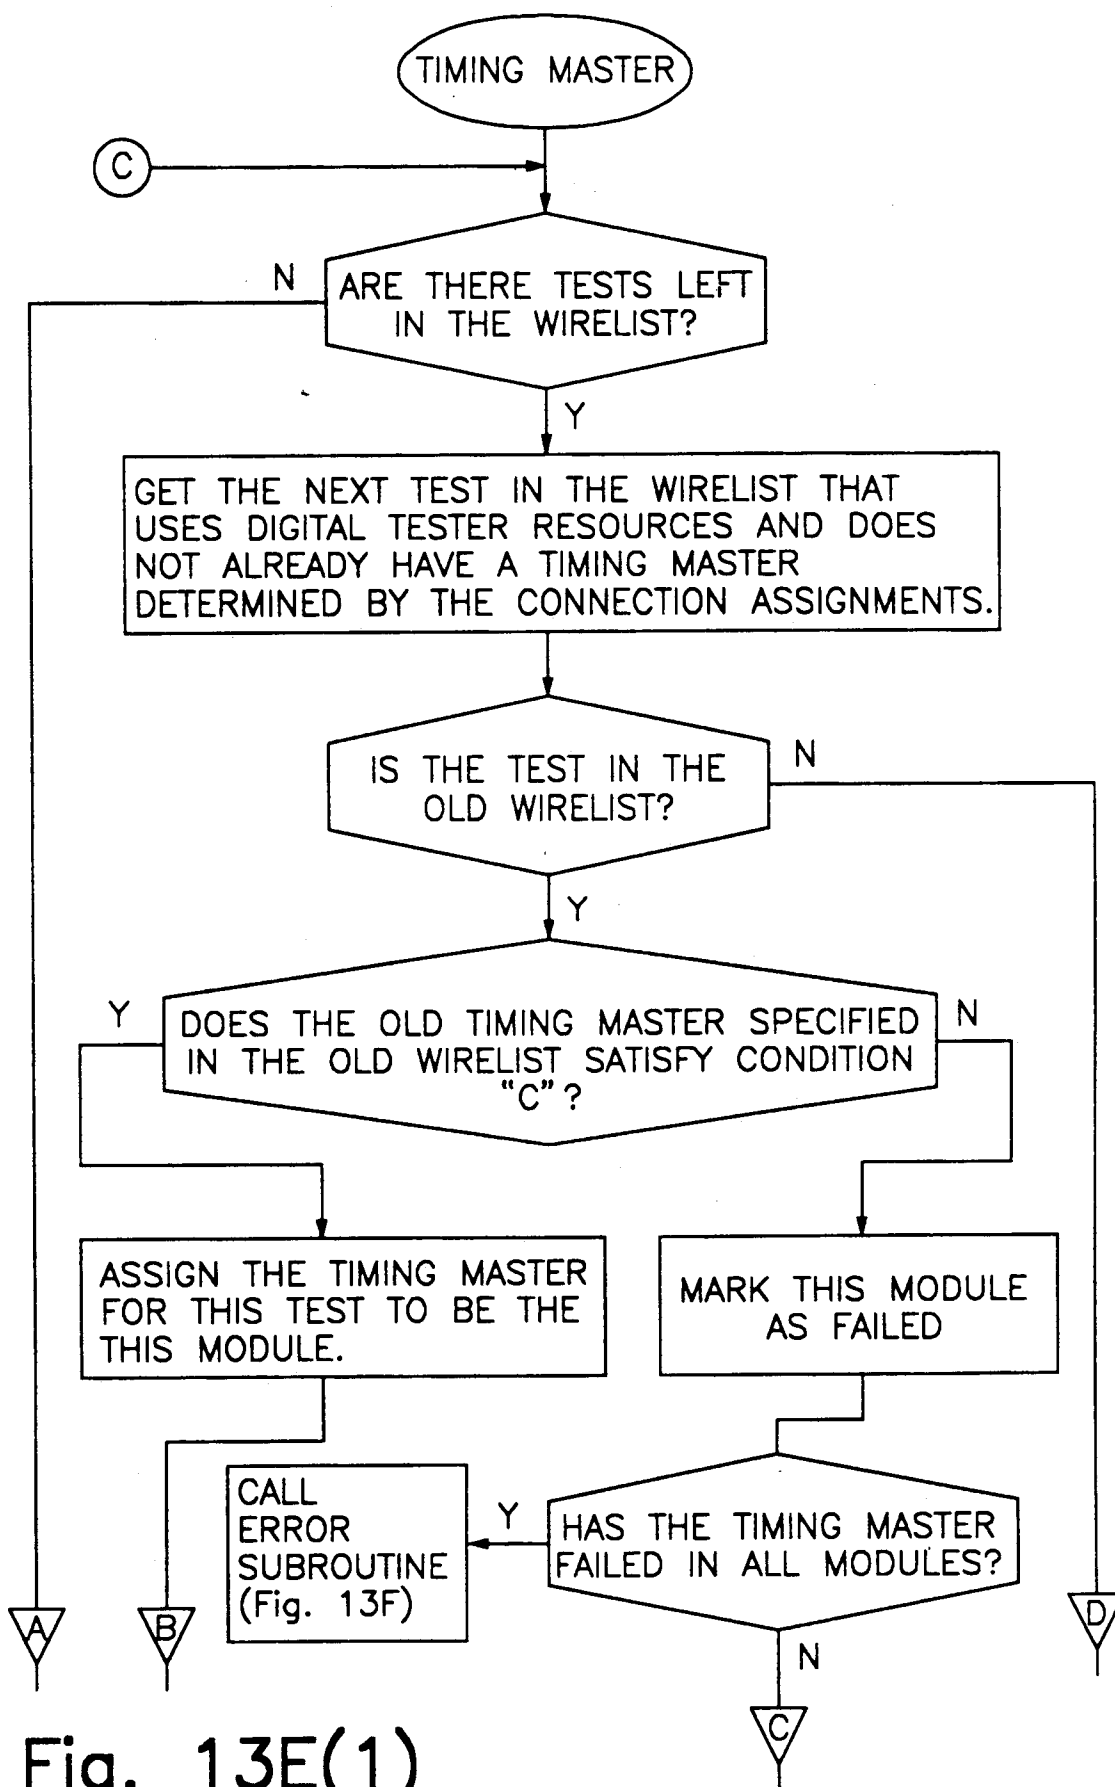 TIMING MASTER
C
N
ARE THERE TESTS LEFT
IN THE WIRELIST?
Y
GET THE NEXT TEST IN THE WIRELIST THAT
USES DIGITAL TESTER RESOURCES AND DOES
NOT ALREADY HAVE A TIMING MASTER
DETERMINED BY THE CONNECTION ASSIGNMENTS.
IS THE TEST IN THE
OLD WIRELIST?
N
Y
Y
DOES THE OLD TIMING MASTER SPECIFIED
IN THE OLD WIRELIST SATISFY CONDITION
"C"?
N
ASSIGN THE TIMING MASTER
FOR THIS TEST TO BE THE
THIS MODULE.
MARK THIS MODULE
AS FAILED
CALL
ERROR
SUBROUTINE
(Fig. 13F)
Y
HAS THE TIMING MASTER
FAILED IN ALL MODULES?
A
B
D
N
C
Fig. 13E(1)